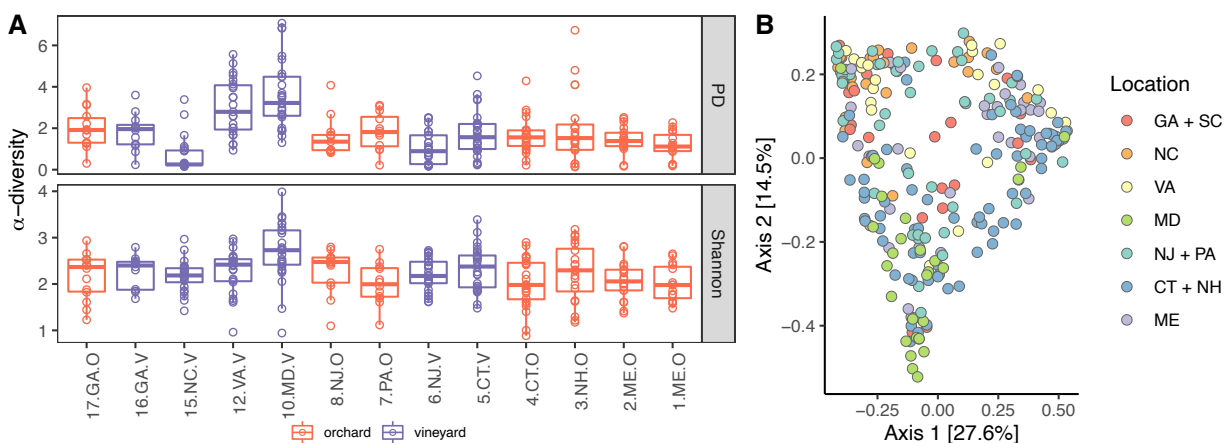 A
α−diversity
6
4
2
0
PD
4
3
2
1
Shannon
17.GA.O
16.GA.V
15.NC.V
12.VA.V
10.MD.V
8.NJ.O
7.PA.O
6.NJ.V
5.CT.V
4.CT.O
3.NH.O
2.ME.O
1.ME.O
orchard vineyard
B
Axis 2 [14.5%]
0.2
0.0
−0.2
−0.4
−0.25 0.00 0.25 0.50
Axis 1 [27.6%]
Location
GA + SC
NC
VA
MD
NJ + PA
CT + NH
ME